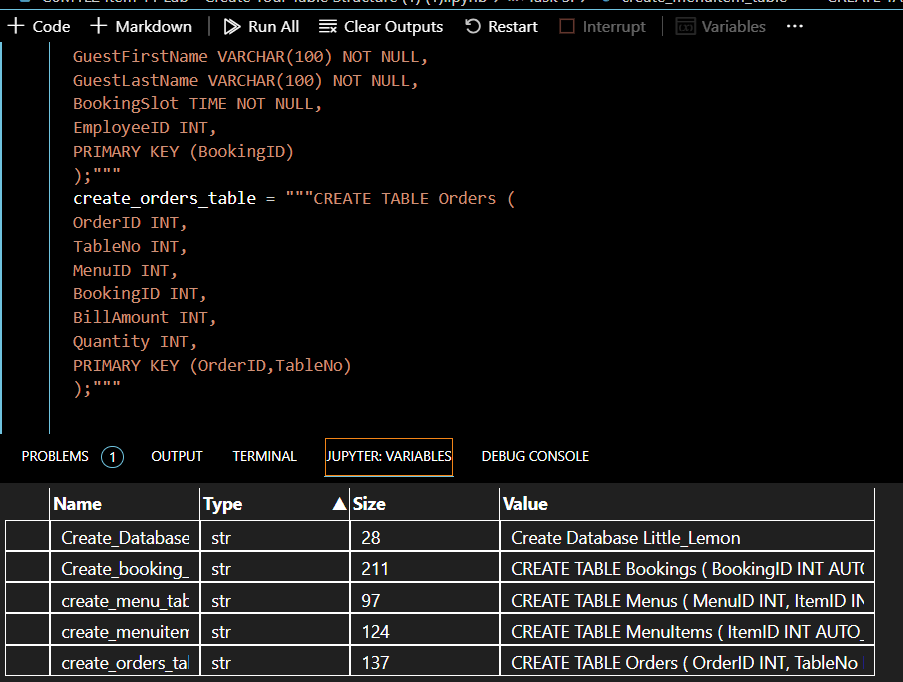 Code Markdown Run All Clear Outputs Restart Interrupt Variables ...
GuestFirstName VARCHAR(100) NOT NULL,
GuestLastName VARCHAR(100) NOT NULL,
BookingSlot TIME NOT NULL,
EmployeeID INT,
PRIMARY KEY (BookingID)
);"""
create_orders_table = """CREATE TABLE Orders (
OrderID INT,
TableNo INT,
MenuID INT,
BookingID INT,
BillAmount INT,
Quantity INT,
PRIMARY KEY (OrderID,TableNo)
);"""
PROBLEMS 1 OUTPUT TERMINAL JUPYTER: VARIABLES DEBUG CONSOLE
Name Type ▲ Size Value
Create_Database str 28 Create Database Little_Lemon
Create_booking_ str 211 CREATE TABLE Bookings ( BookingID INT AUTO
create_menu_tab str 97 CREATE TABLE Menus ( MenuID INT, ItemID IN
create_menuitem str 124 CREATE TABLE MenuItems ( ItemID INT AUTO_
create_orders_tal str 137 CREATE TABLE Orders ( OrderID INT, TableNo